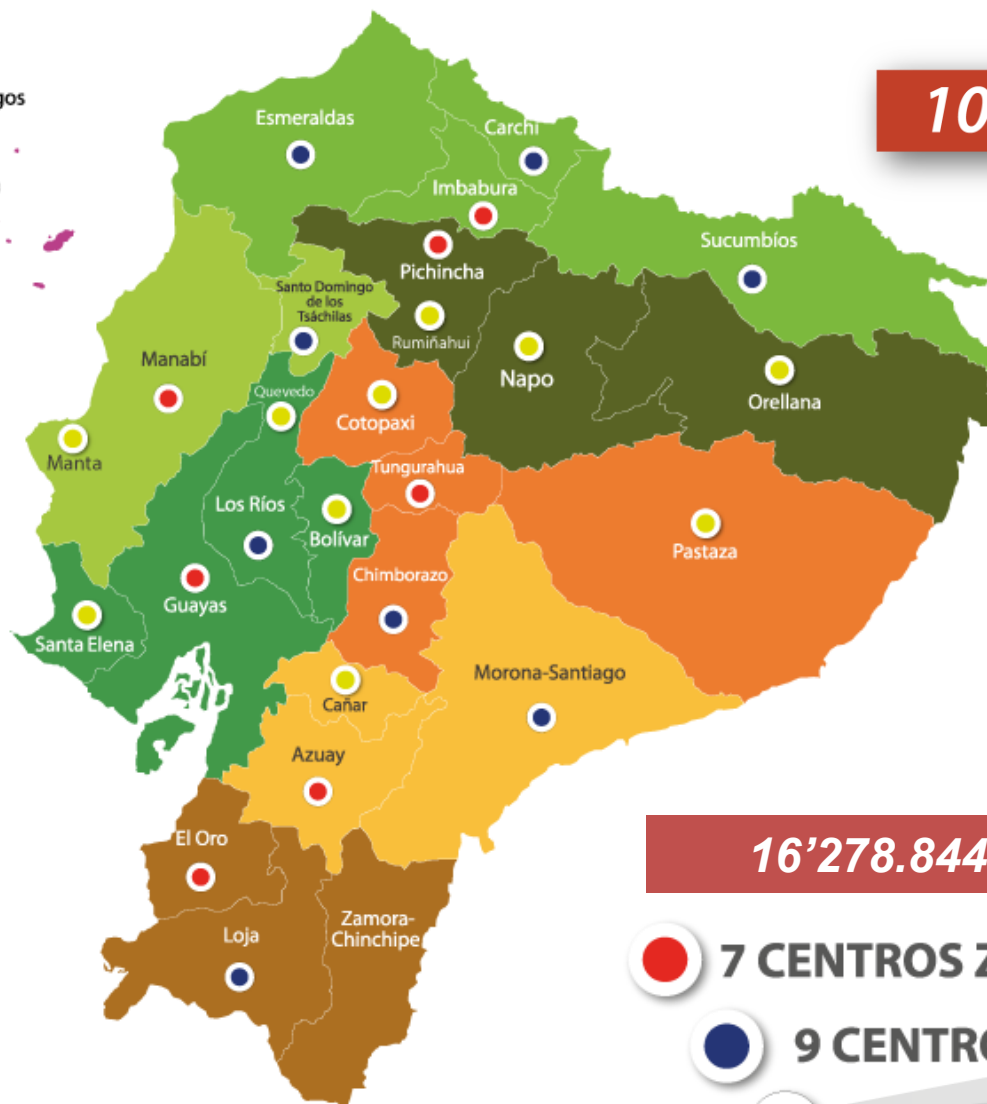 gos
Esmeraldas
Carchi
10
Imbabura
Sucumbíos
Pichincha
Santo Domingo
de los
Tsáchilas
Rumiñahui
Manabí
Napo
Quevedo
Orellana
Cotopaxi
Manta
Tungurahua
Los Ríos
Bolívar
Pastaza
Chimborazo
Guayas
Santa Elena
Morona-Santiago
Cañar
Azuay
El Oro
16’278.844
Zamora-
Chinchipe
Loja
7 CENTROS Z
9 CENTRO